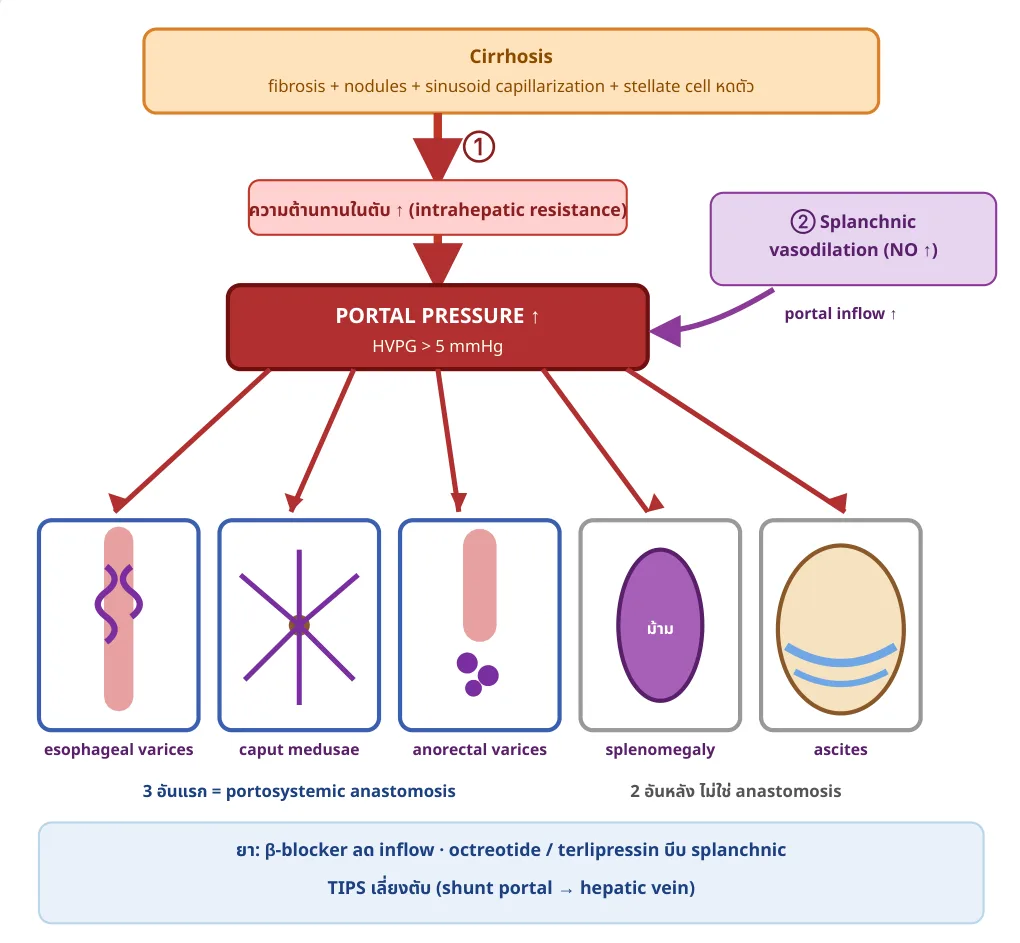 Cirrhosis
fibrosis + nodules + sinusoid capillarization + stellate cell หดตัว
①
ความต้านทานในตับ ↑ (intrahepatic resistance)
② Splanchnic
vasodilation (NO ↑)
portal inflow ↑
PORTAL PRESSURE ↑
HVPG > 5 mmHg
ม้าม
esophageal varices
caput medusae
anorectal varices
splenomegaly
ascites
3 อันแรก = portosystemic anastomosis
2 อันหลัง ไม่ใช่ anastomosis
ยา: β-blocker ลด inflow · octreotide / terlipressin บีบ splanchnic
TIPS เลี่ยงตับ (shunt portal → hepatic vein)